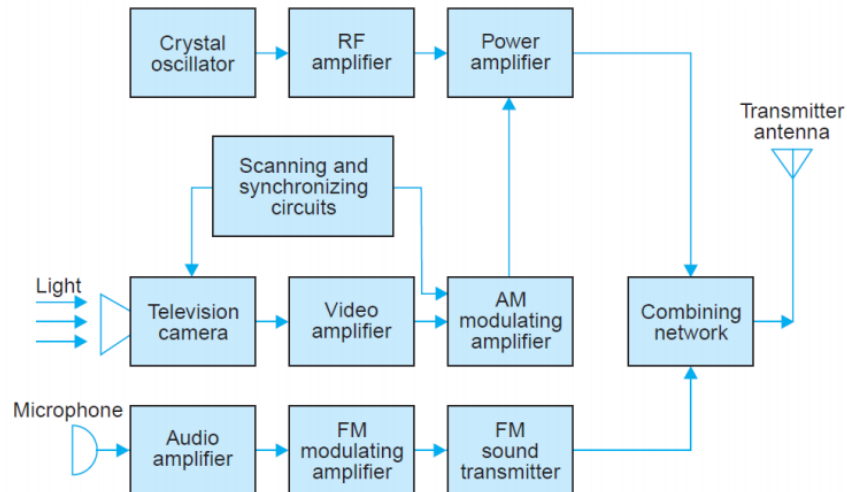 Crystal
oscillator
RF
amplifier
Power
amplifier
Transmitter
antenna
Scanning and
synchronizing
circuits
Light
Television
camera
Video
amplifier
AM
modulating
amplifier
Combining
network
Microphone
Audio
amplifier
FM
modulating
amplifier
FM
sound
transmitter